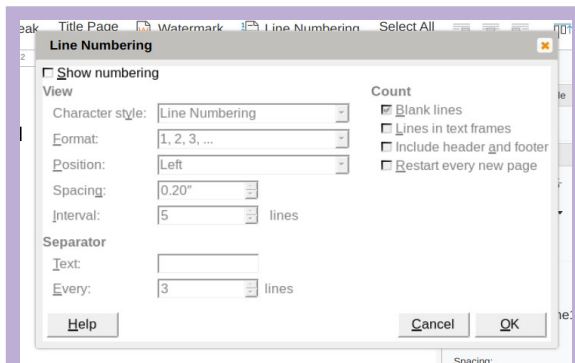 Title Page Watermark Line Numbering Select All
2
Line Numbering
Show numbering
View
Character style: Line Numbering
Format: 1, 2, 3, ...
Position: Left
Spacing: 0.20"
Interval: 5 lines
Separator
Text:
Every: 3 lines
Count
Blank lines
Lines in text frames
Include header and footer
Restart every new page
Help
Cancel OK
Spacing: